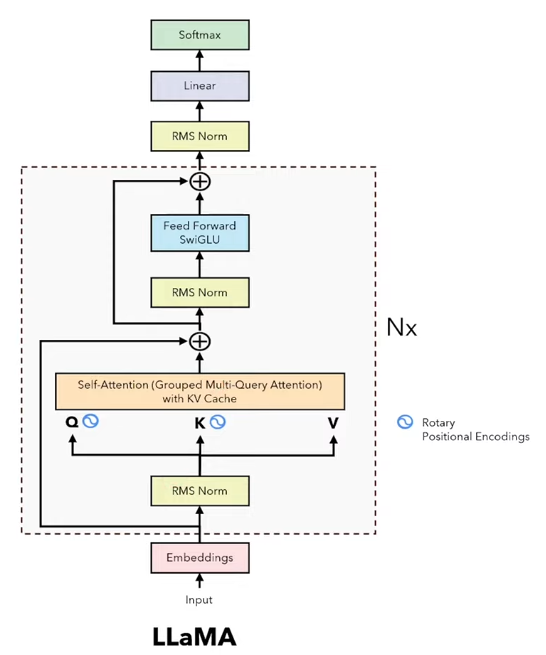 Softmax
Linear
RMS Norm
Feed Forward
SwiGLU
RMS Norm
Nx
Self-Attention (Grouped Multi-Query Attention)
with KV Cache
Q K V
Rotary
Positional Encodings
RMS Norm
Embeddings
Input
LLaMA